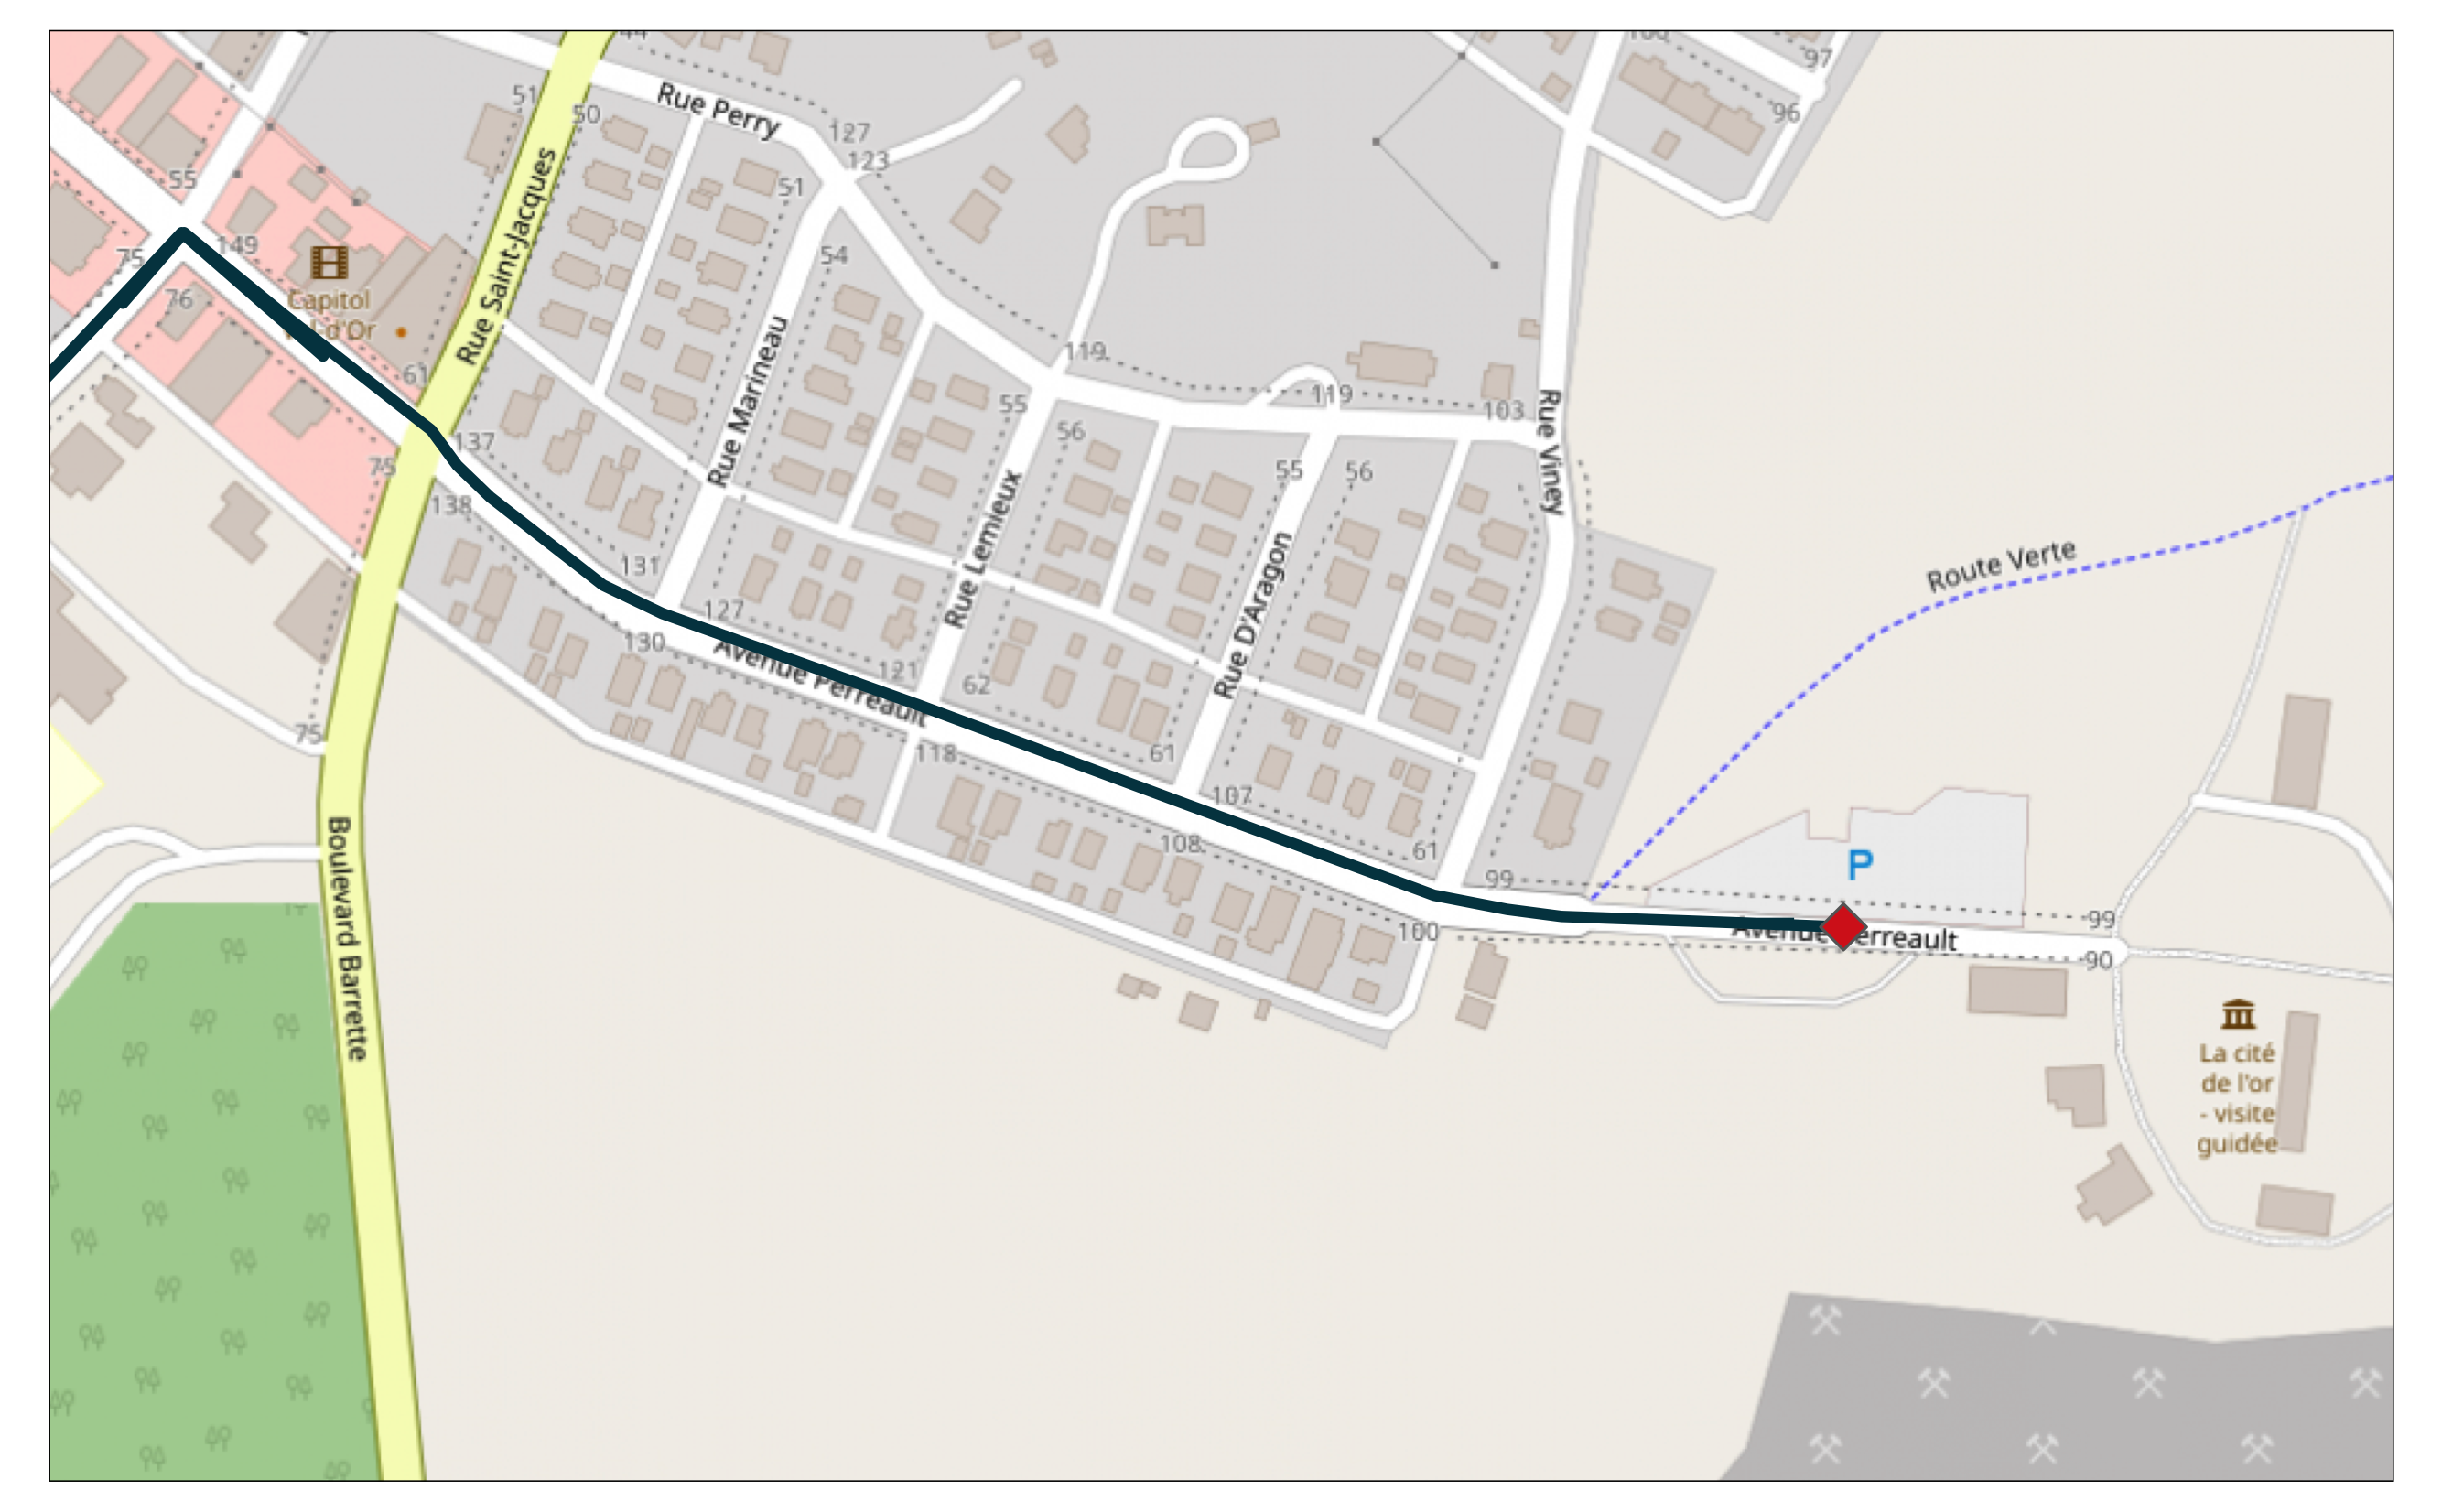 44
100
97
51
50
Rue Perry
127
96
123
55
51
Rue Saint-Jacques
149
75
54
76
Capitol
Val-d'Or
Rue Marineau
119
61
119
103
Rue Viney
55
56
137
75
55
56
Rue Lemieux
138
Rue D'Aragon
Route Verte
131
127
130
Avenue Perreault
121
62
75
118
61
107
Boulevard Barrette
108
61
P
99
99
100
Avenue Perreault
90
La cité
de l'or
- visite
guidée